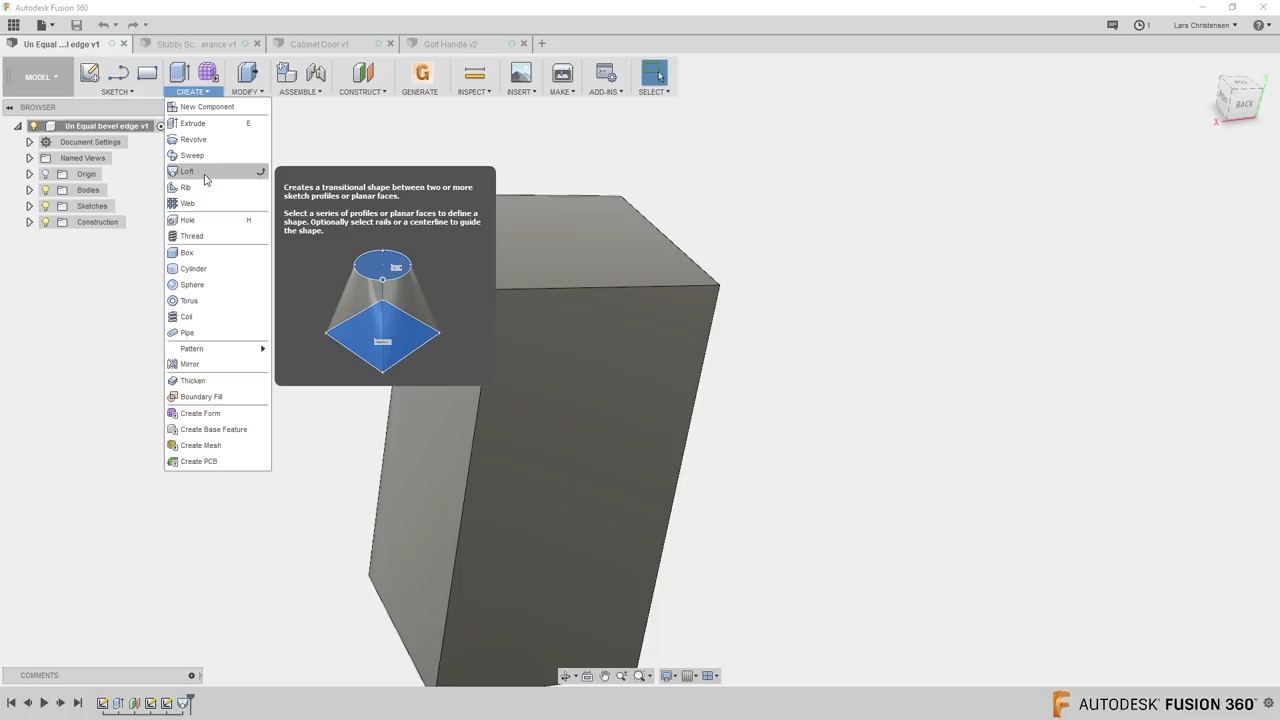 Autodesk Fusion 360
Lars Christensen
1
Un Equal ...l edge v1
Stubby Sc...erance v1
Cabinet Door v1
Golf Handle v2
MODEL
SKETCH
CREATE
MODIFY
ASSEMBLE
CONSTRUCT
GENERATE
INSPECT
INSERT
MAKE
ADD-INS
SELECT
BROWSER
Un Equal bevel edge v1
Document Settings
Named Views
Origin
Bodies
Sketches
Construction
New Component
Extrude E
Revolve
Sweep
Loft
Rib
Web
Hole H
Thread
Box
Cylinder
Sphere
Torus
Coil
Pipe
Pattern
Mirror
Thicken
Boundary Fill
Create Form
Create Base Feature
Create Mesh
Create PCB
Creates a transitional shape between two or more
sketch profiles or planar faces.
Select a series of profiles or planar faces to define a
shape. Optionally select rails or a centerline to guide
the shape.
BACK
X
COMMENTS
AUTODESK® FUSION 360™